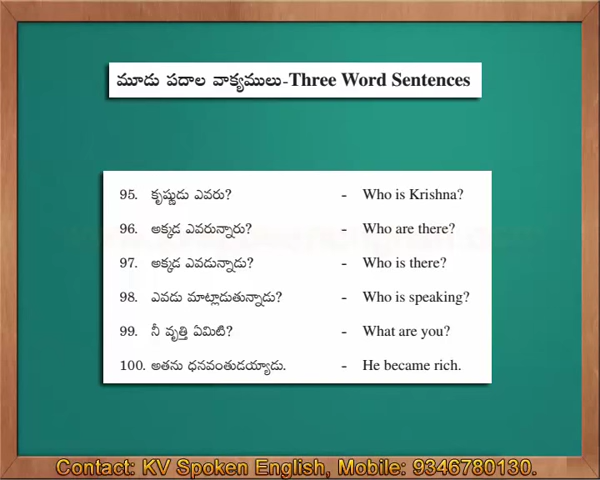 మూడు పదాల వాక్యములు-Three Word Sentences
95. కృష్ణుడు ఎవరు? - Who is Krishna?
96. అక్కడ ఎవరున్నారు? - Who are there?
97. అక్కడ ఎవడున్నాడు? - Who is there?
98. ఎవడు మాట్లాడుతున్నాడు? - Who is speaking?
99. నీ వృత్తి ఏమిటి? - What are you?
100. అతను ధనవంతుడయ్యాడు. - He became rich.
Contact: KV Spoken English, Mobile: 9346780130.